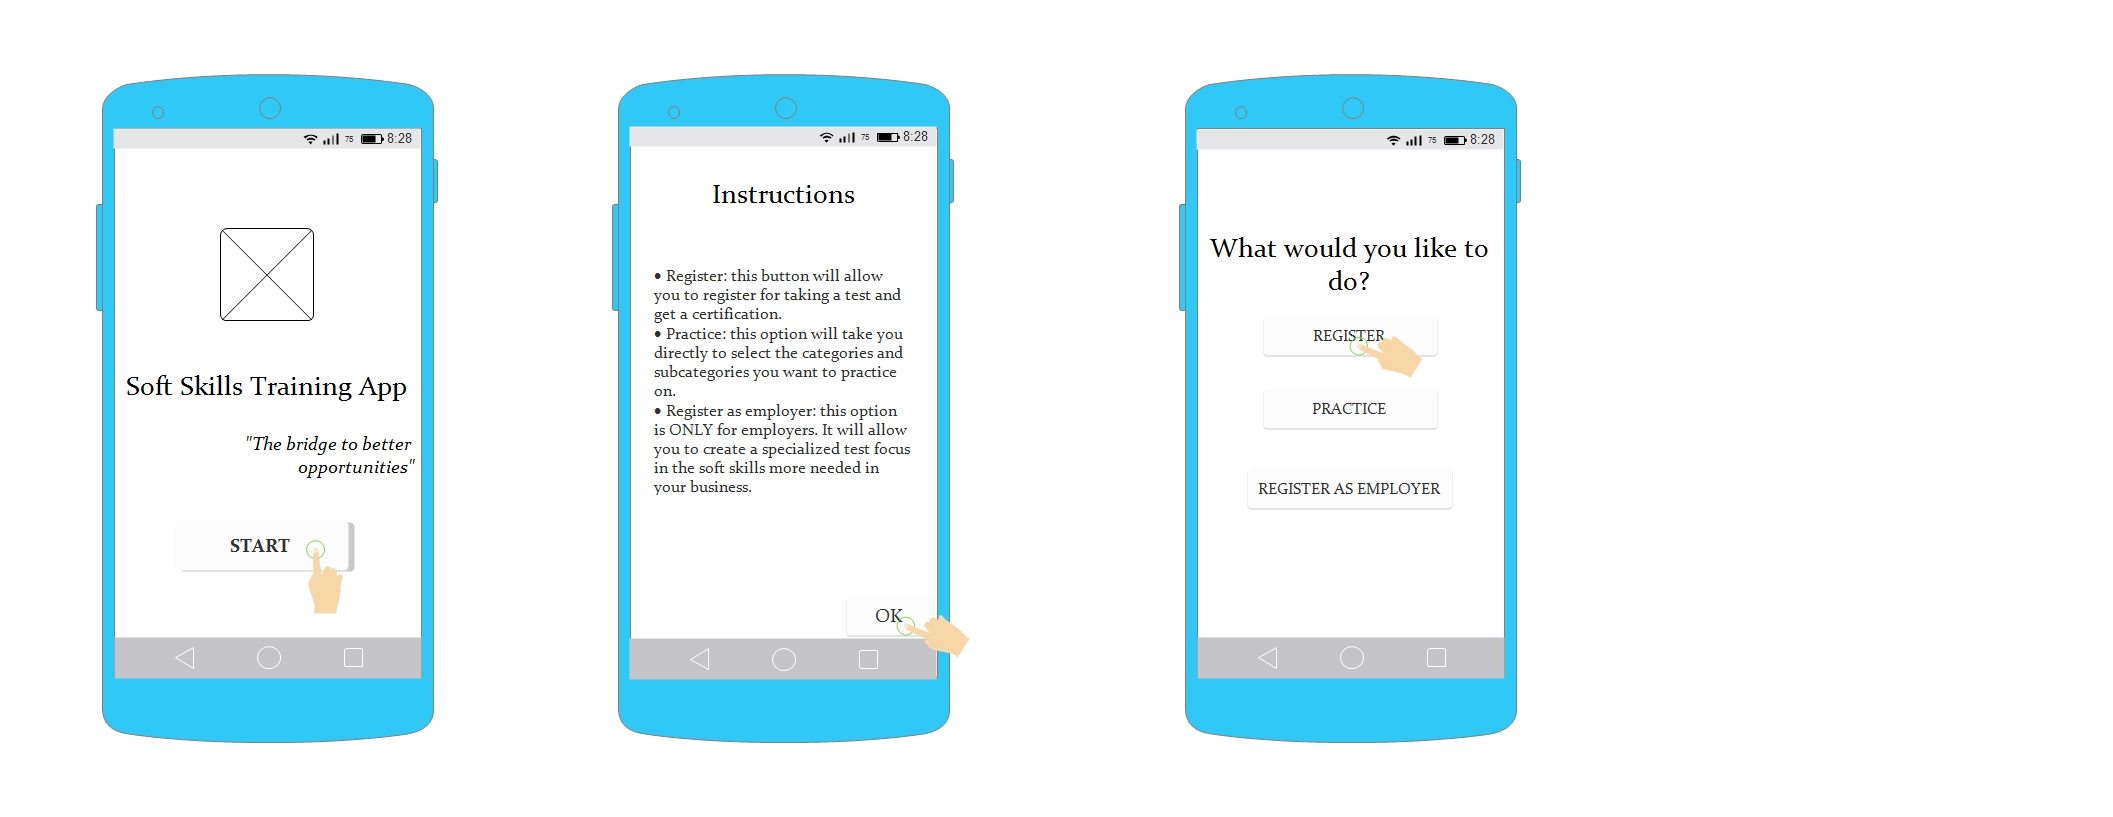 75 8:28
Soft Skills Training App
"The bridge to better
opportunities"
START
75 8:28
Instructions
• Register: this button will allow
you to register for taking a test and
get a certification.
• Practice: this option will take you
directly to select the categories and
subcategories you want to practice
on.
• Register as employer: this option
is ONLY for employers. It will allow
you to create a specialized test focus
in the soft skills more needed in
your business.
OK
75 8:28
What would you like to
do?
REGISTER
PRACTICE
REGISTER AS EMPLOYER